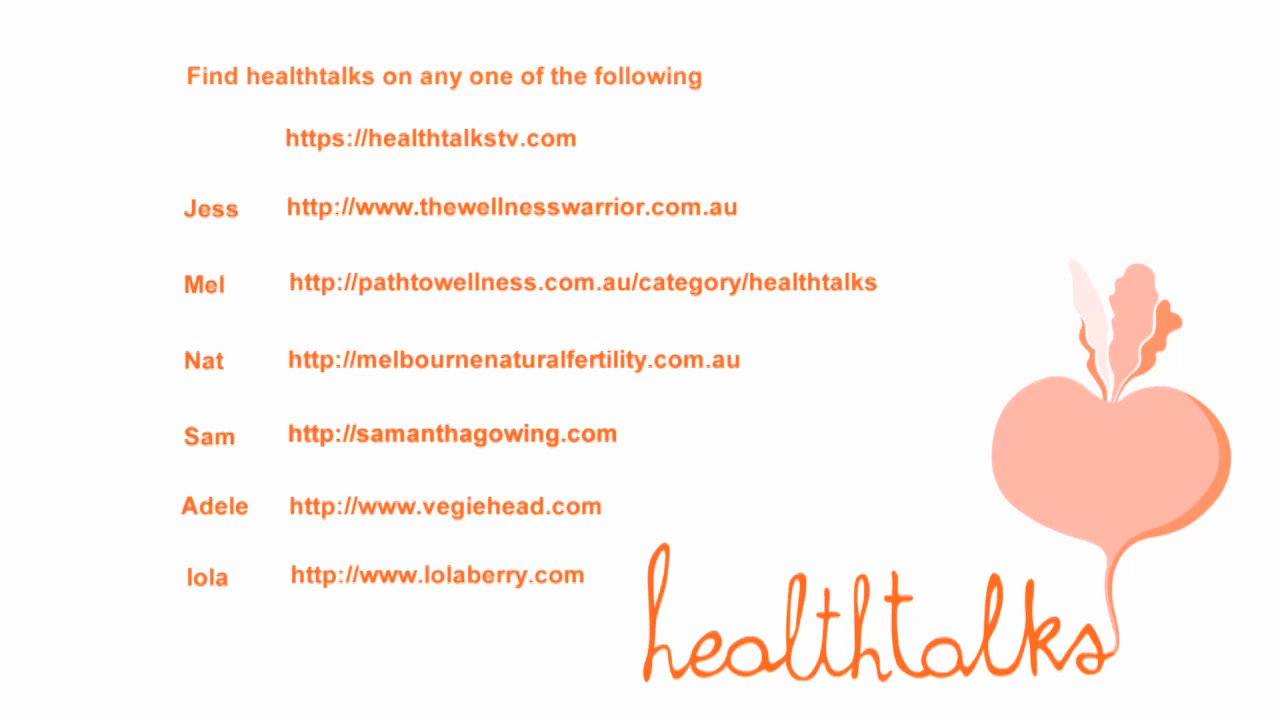 Find healthtalks on any one of the following
https://healthtalkstv.com
Jess http://www.thewellnesswarrior.com.au
Mel http://pathtowellness.com.au/category/healthtalks
Nat http://melbournenaturalfertility.com.au
Sam http://samanthagowing.com
Adele http://www.vegiehead.com
lola http://www.lolaberry.com
healthtalks